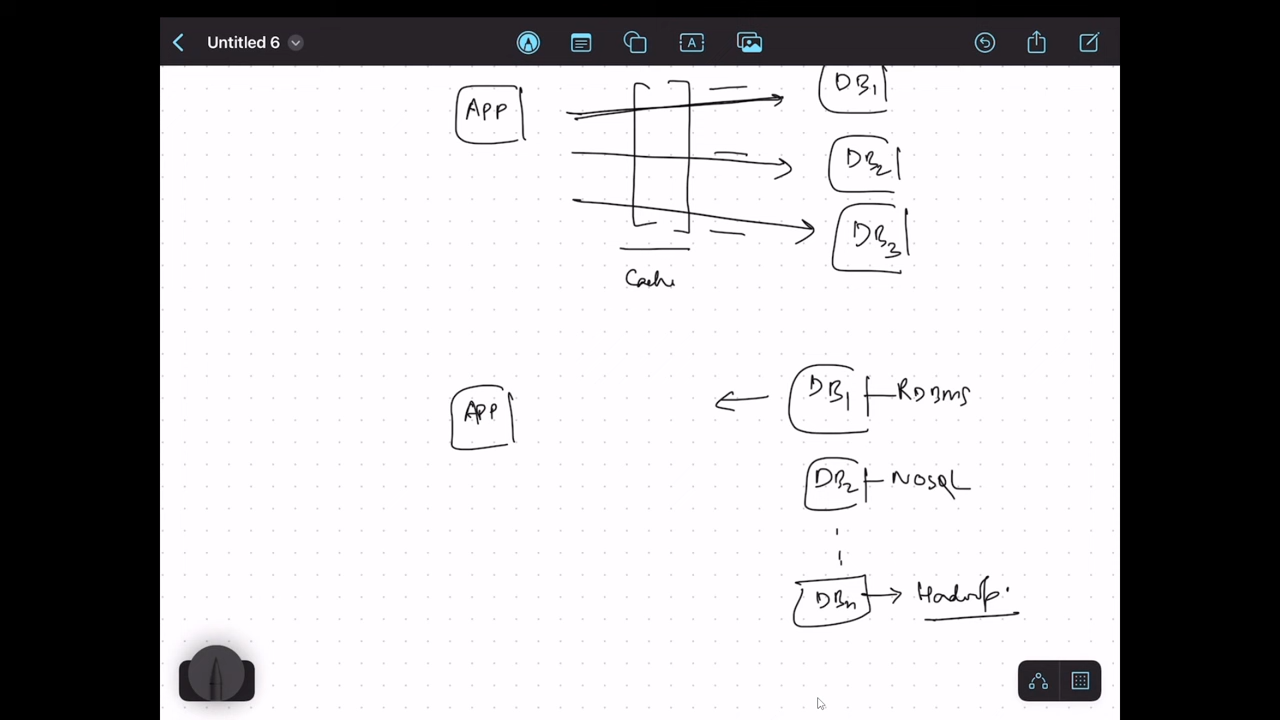 Untitled 6
A
APP
DB1
DB2
DB3
Cache
APP
DB1 RDBMS
DB2 NOSQL
DBn Hadoop.